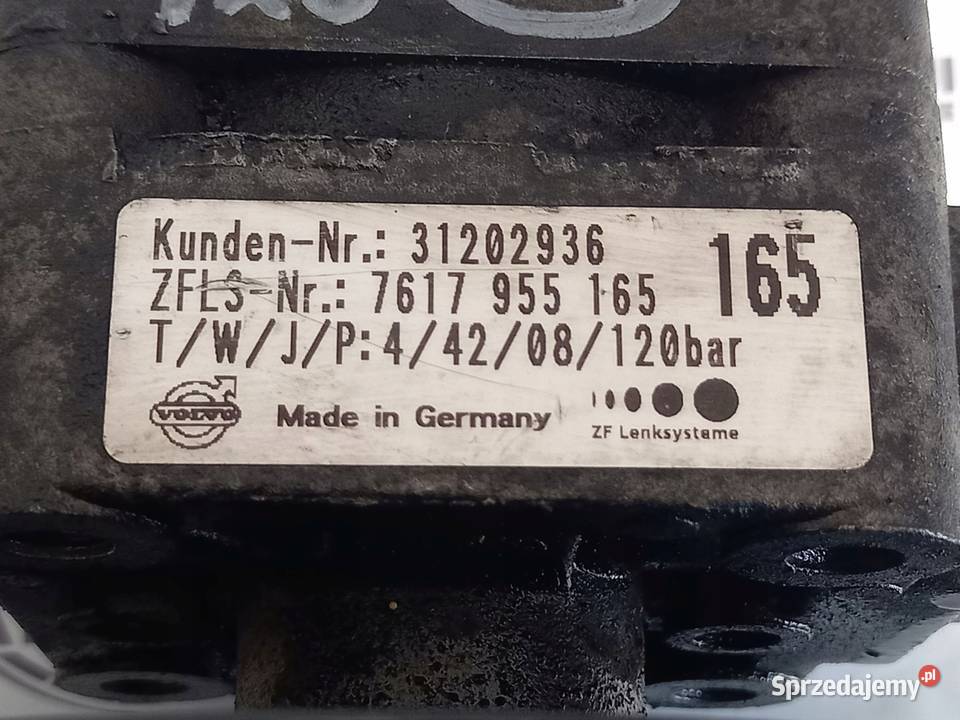 Kunden-Nr.: 31202936
165
ZFLS-Nr.: 7617 955 165
T/W/J/P: 4/42/08/120bar
VOLVO
Made in Germany
ZF Lenksysteme
Sprzedajemy.pl